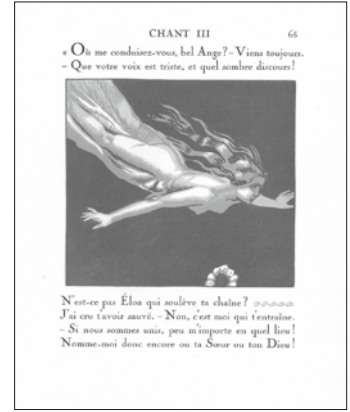 CHANT III 65
« Où me conduisez-vous, bel Ange? – Viens toujours.
– Que votre voix est triste, et quel sombre discours!
N'est-ce pas Éloa qui soulève ta chaîne?
J'ai cru t'avoir sauvé. – Non, c'est moi qui t'entraîne.
– Si nous sommes unis, peu m'importe en quel lieu!
Nomme-moi donc encore ou ta Sœur ou ton Dieu!